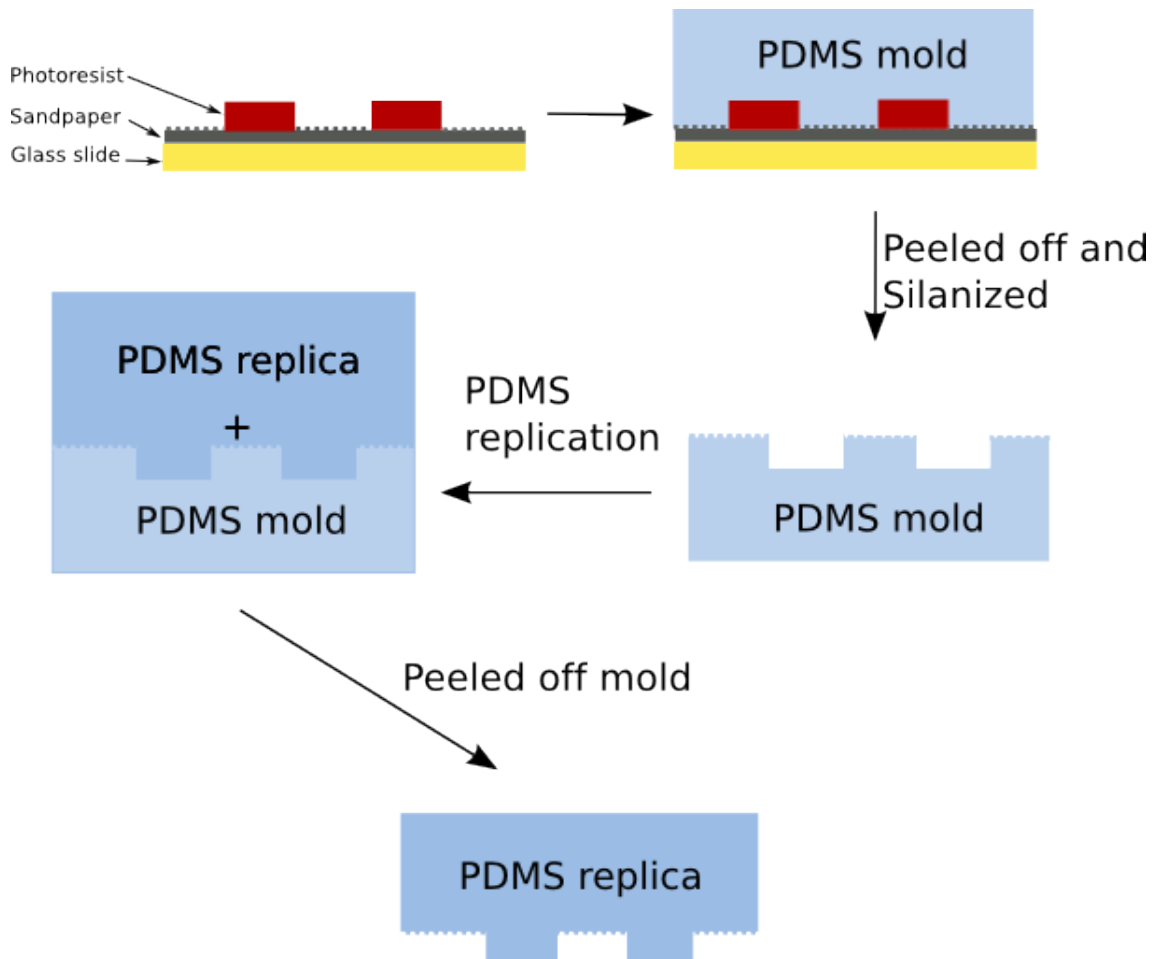 Photoresist
Sandpaper
Glass slide
PDMS mold
Peeled off and
Silanized
PDMS replica
+
PDMS mold
PDMS
replication
PDMS mold
Peeled off mold
PDMS replica